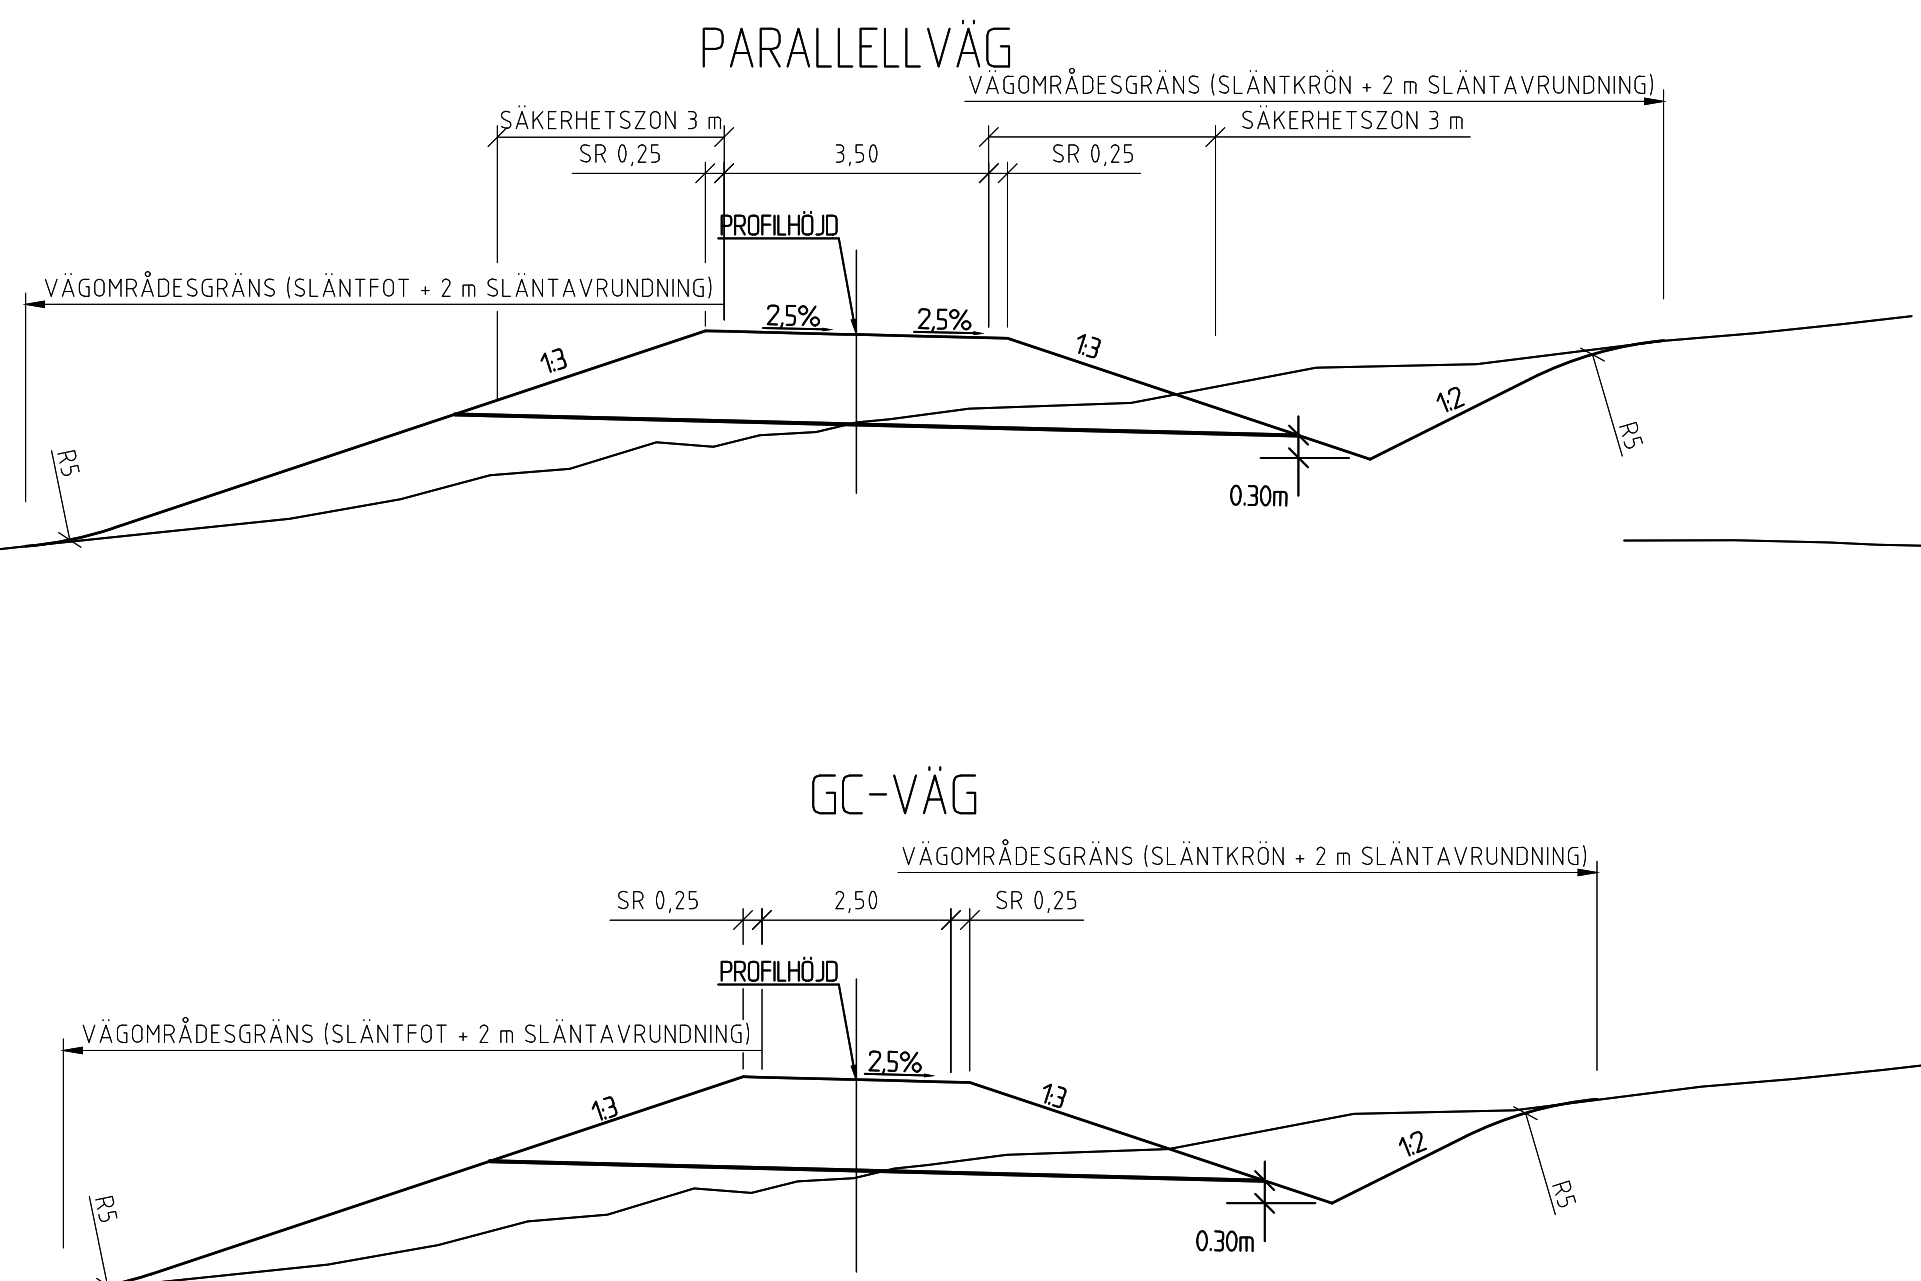 PARALLELLVÄG
VÄGOMRÅDESGRÄNS (SLÄNTKRÖN + 2 m SLÄNTAVRUNDNING)
SÄKERHETSZON 3 m
SÄKERHETSZON 3 m
SR 0,25
3,50
SR 0,25
PROFILHÖJD
VÄGOMRÅDESGRÄNS (SLÄNTFOT + 2 m SLÄNTAVRUNDNING)
2,5%
2,5%
1:3
1:3
1:2
R5
R5
0.30m
GC-VÄG
VÄGOMRÅDESGRÄNS (SLÄNTKRÖN + 2 m SLÄNTAVRUNDNING)
SR 0,25
2,50
SR 0,25
PROFILHÖJD
VÄGOMRÅDESGRÄNS (SLÄNTFOT + 2 m SLÄNTAVRUNDNING)
2,5%
1:3
1:3
1:2
R5
R5
0.30m